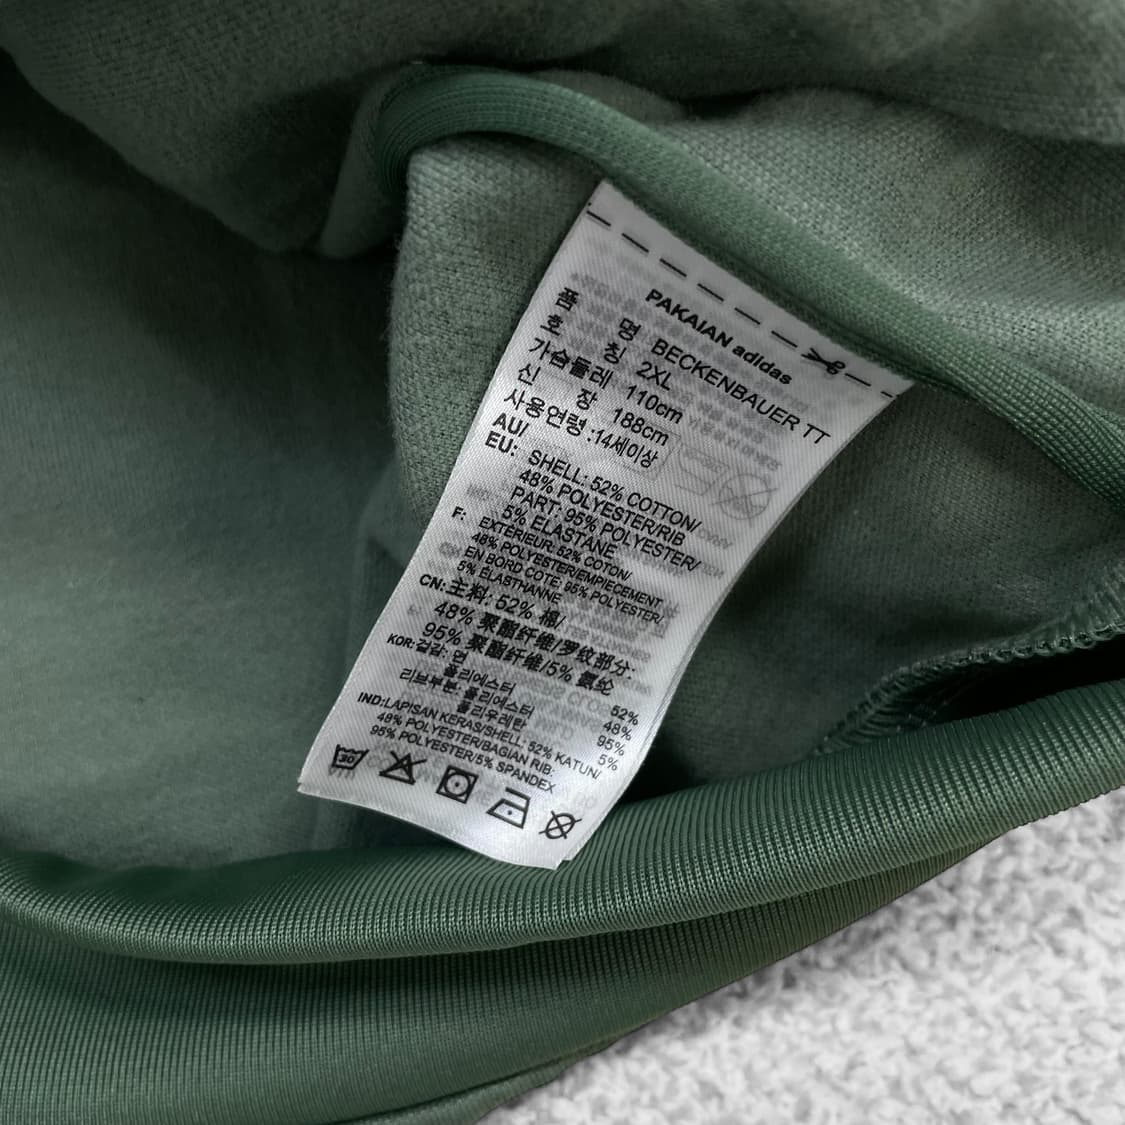 PAKAIAN adidas
품 명 BECKENBAUER TT
호 칭 2XL
가슴둘레 110cm
신 장 188cm
사용연령 :14세이상
AU/
EU: SHELL: 52% COTTON/
48% POLYESTER/RIB
PART: 95% POLYESTER/
5% ELASTANE
F: EXTERIEUR: 52% COTON/
48% POLYESTER/EMPIECEMENT
EN BORD COTE: 95% POLYESTER/
5% ELASTHANNE
CN: 主料: 52% 棉/
48% 聚酯纤维/罗纹部分:
95% 聚酯纤维/5% 氨纶
KOR: 겉감: 면 52%
폴리에스터 48%
리브부분: 폴리에스터 95%
폴리우레탄 5%
IND:LAPISAN KERAS/SHELL: 52% KATUN/
48% POLYESTER/BAGIAN RIB:
95% POLYESTER/5% SPANDEX
30